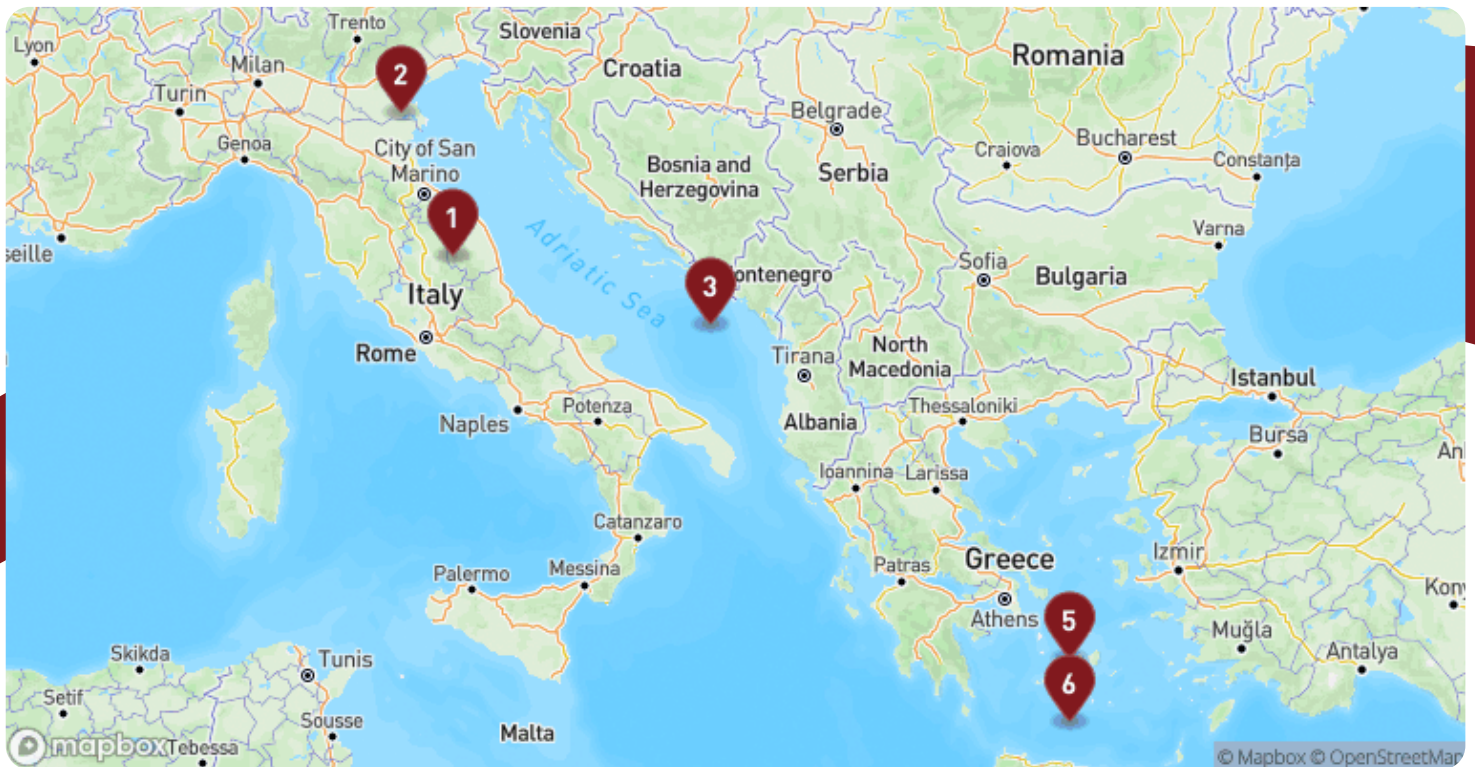 Trento
Slovenia
Lyon
Milan
Croatia
Romania
2
Turin
Belgrade
Genoa
City of San
Marino
Bosnia and
Herzegovina
Craiova
Bucharest
Constanța
Serbia
1
Adriatic Sea
Varna
seille
Sofia
Bulgaria
3
ontenegro
Italy
Rome
Tirana
North
Macedonia
Istanbul
Naples
Potenza
Albania
Thessaloniki
Bursa
An
Ioannina
Larissa
Catanzaro
Izmir
Greece
Palermo
Messina
Patras
Kony
Athens
5
Muğla
Skikda
Tunis
Antalya
6
Setif
Sousse
Malta
mapbox
Tebessa
© Mapbox © OpenStreetMap